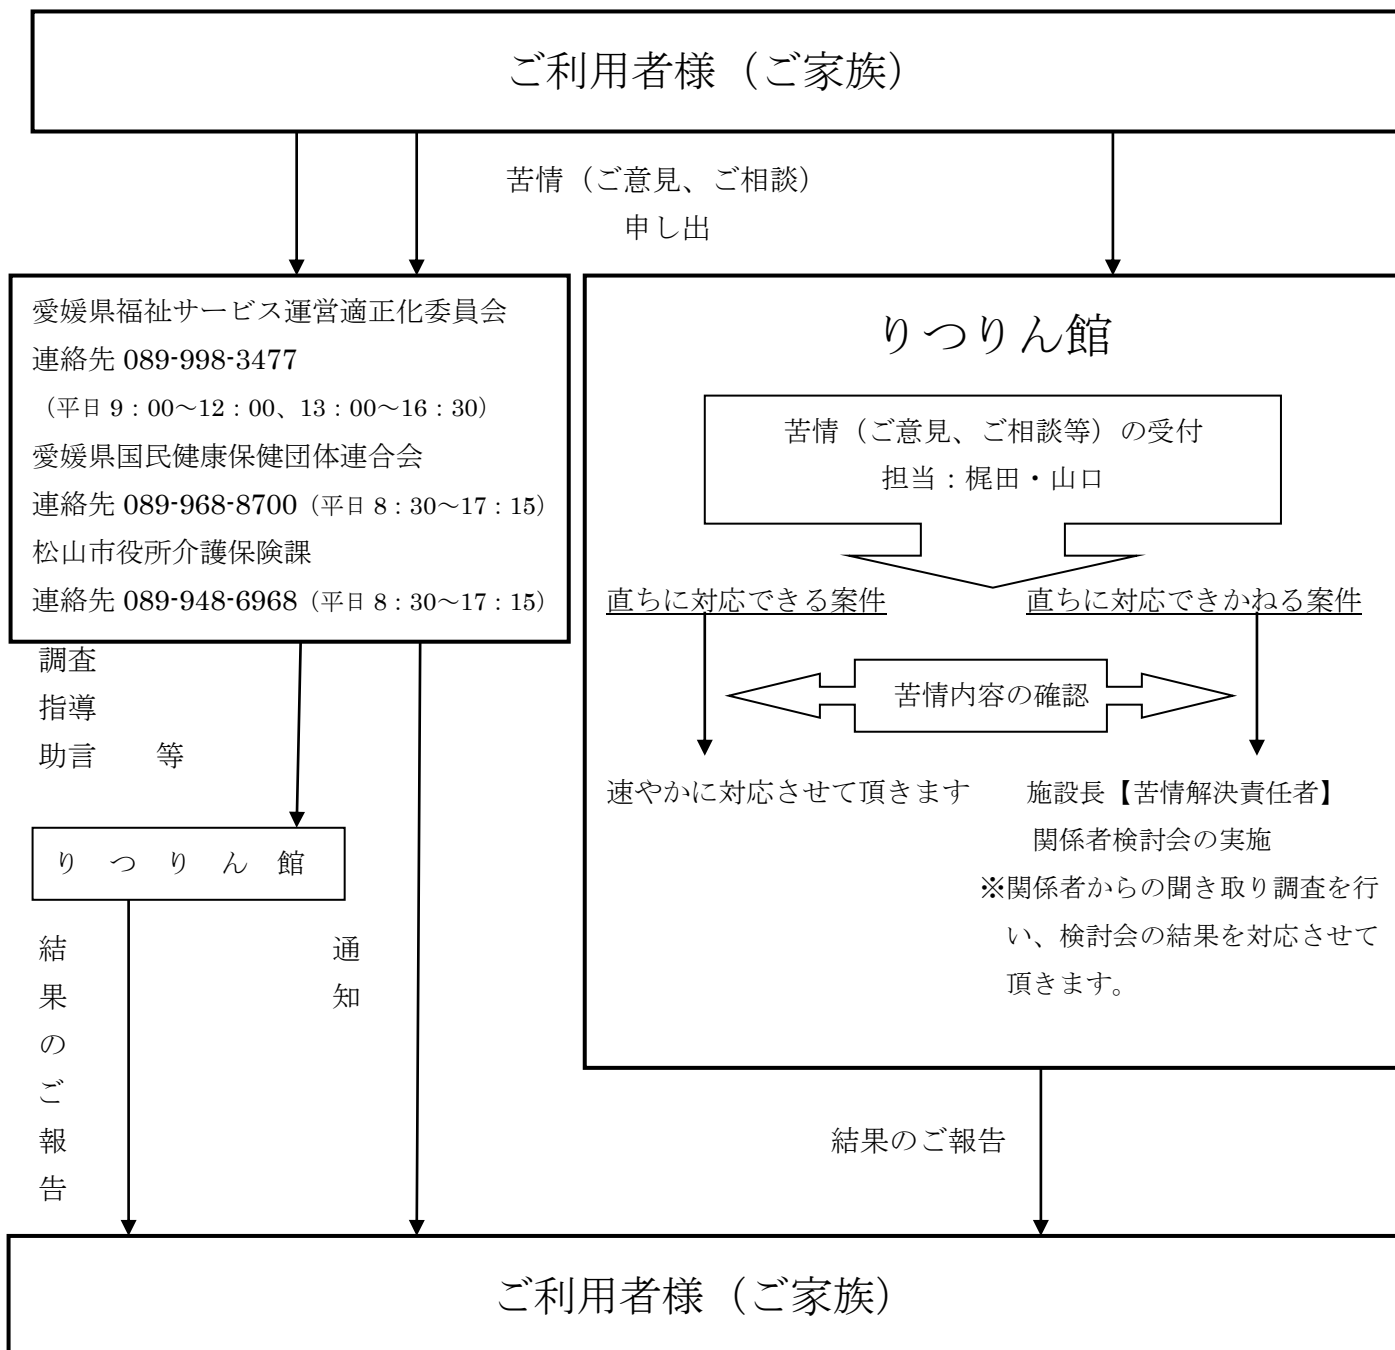 ご利用者様（ご家族）
苦情（ご意見、ご相談）
申し出
愛媛県福祉サービス運営適正化委員会
連絡先 089-998-3477
（平日 9：00～12：00、13：00～16：30）
愛媛県国民健康保健団体連合会
連絡先 089-968-8700（平日 8：30～17：15）
松山市役所介護保険課
連絡先 089-948-6968（平日 8：30～17：15）
調査
指導
助言　　等
りつりん館
結果のご報告
通知
りつりん館
苦情（ご意見、ご相談等）の受付
担当：梶田・山口
直ちに対応できる案件
直ちに対応できかねる案件
苦情内容の確認
速やかに対応させて頂きます
施設長【苦情解決責任者】
関係者検討会の実施
※関係者からの聞き取り調査を行
い、検討会の結果を対応させて
頂きます。
結果のご報告
ご利用者様（ご家族）